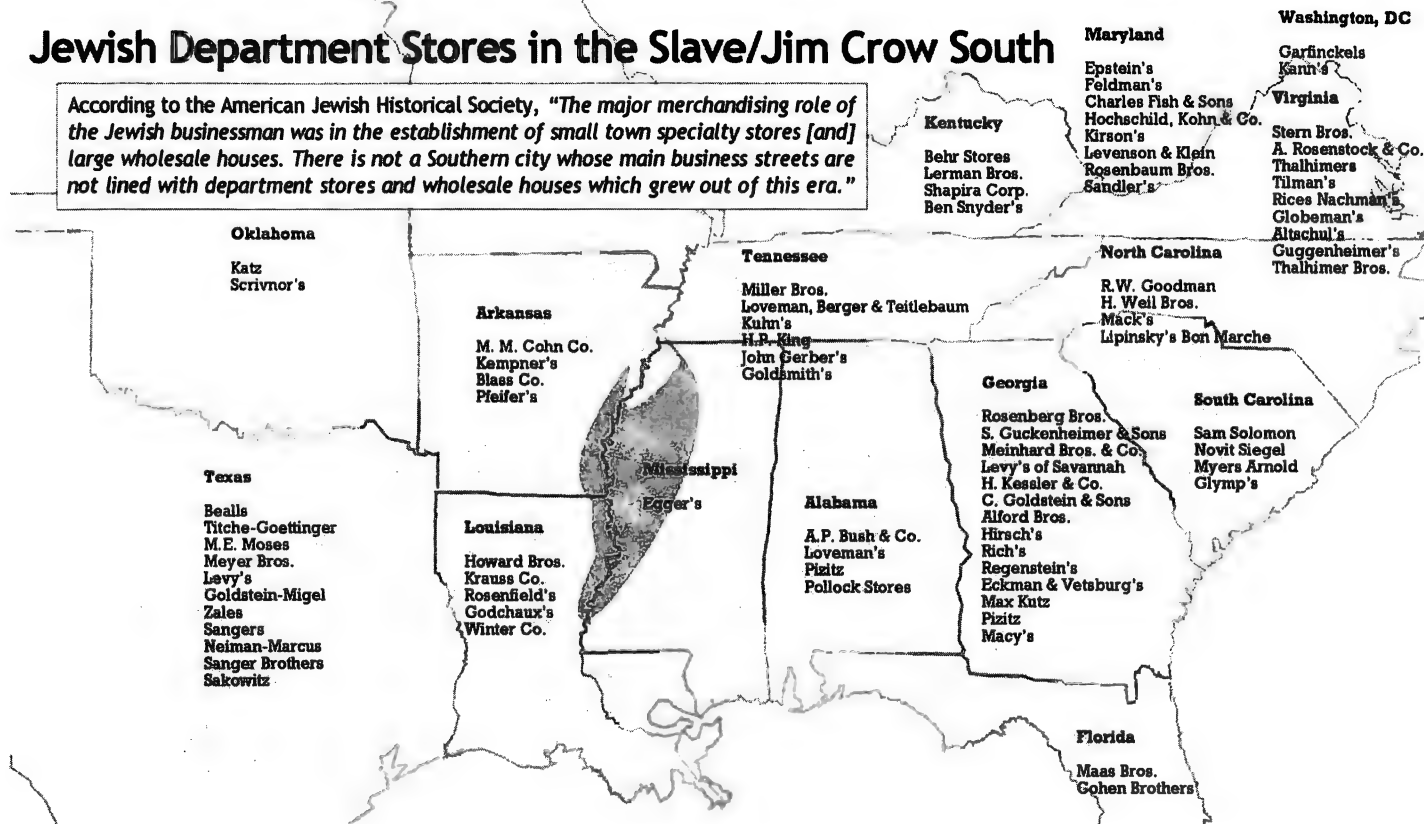 Jewish Department Stores in the Slave/Jim Crow South
According to the American Jewish Historical Society, “The major merchandising role of
the Jewish businessman was in the establishment of small town specialty stores [and]
large wholesale houses. There is not a Southern city whose main business streets are
not lined with department stores and wholesale houses which grew out of this era.”
Washington, DC
Garfinckels
Kann's
Maryland
Epstein's
Feldman's
Charles Fish & Sons
Hochschild, Kohn & Co.
Kirson's
Levenson & Klein
Rosenbaum Bros.
Sandler's
Virginia
Stern Bros.
A. Rosenstock & Co.
Thalhimers
Tilman's
Rices Nachman's
Globeman's
Altschul's
Guggenheimer's
Thalhimer Bros.
Kentucky
Behr Stores
Lerman Bros.
Shapira Corp.
Ben Snyder's
Oklahoma
Katz
Scrivnor's
Arkansas
M. M. Cohn Co.
Kempner's
Blass Co.
Pfeifer's
Tennessee
Miller Bros.
Loveman, Berger & Teitlebaum
Kuhn's
H.P. King
John Gerber's
Goldsmith's
North Carolina
R.W. Goodman
H. Weil Bros.
Mack's
Lipinsky's Bon Marche
Texas
Bealls
Titche-Goettinger
M.E. Moses
Meyer Bros.
Levy's
Goldstein-Migel
Zales
Sangers
Neiman-Marcus
Sanger Brothers
Sakowitz
Louisiana
Howard Bros.
Krauss Co.
Rosenfield's
Godchaux's
Winter Co.
Mississippi
Egger's
Alabama
A.P. Bush & Co.
Loveman's
Pizitz
Pollock Stores
Georgia
Rosenberg Bros.
S. Guckenheimer & Sons
Meinhard Bros. & Co.
Levy's of Savannah
H. Kessler & Co.
C. Goldstein & Sons
Alford Bros.
Hirsch's
Rich's
Regenstein's
Eckman & Vetsburg's
Max Kutz
Pizitz
Macy's
South Carolina
Sam Solomon
Novit Siegel
Myers Arnold
Glymp's
Florida
Maas Bros.
Cohen Brothers